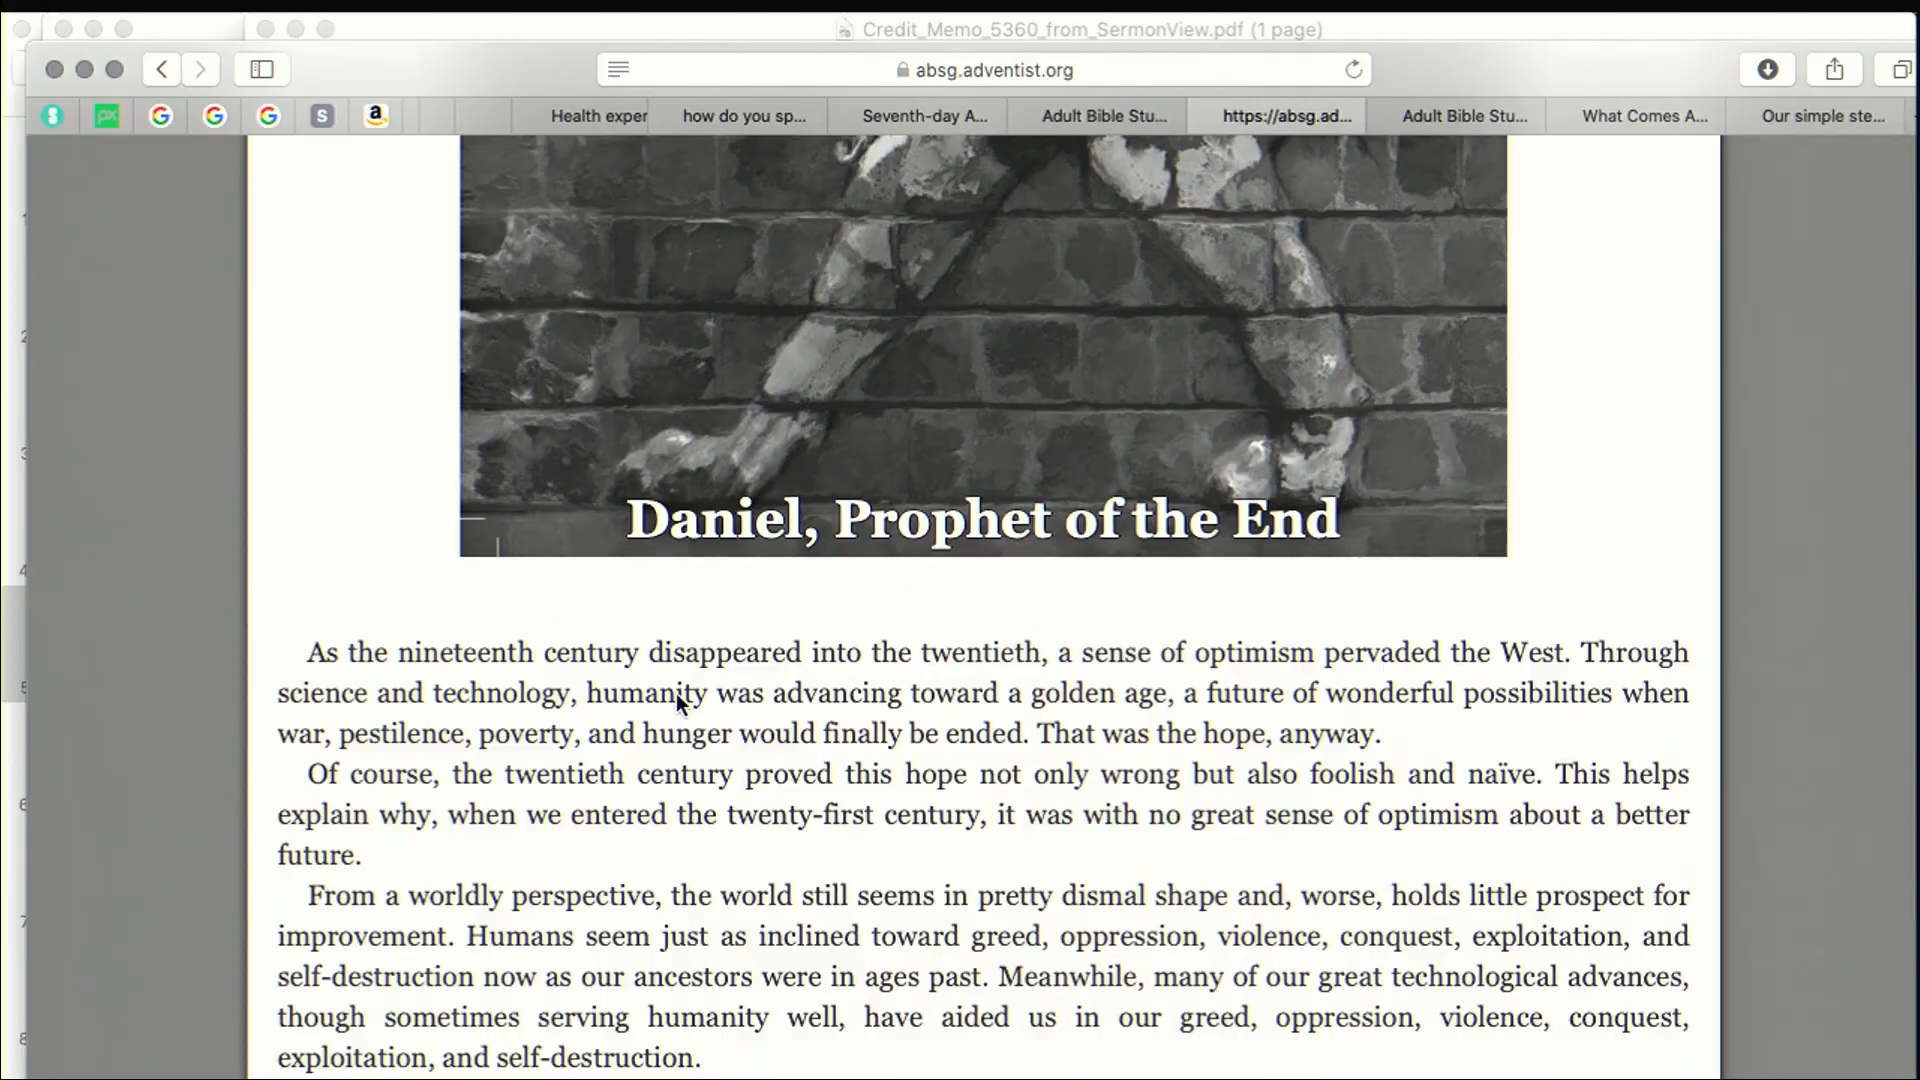 Credit_Memo_5360_from_SermonView.pdf (1 page)
absg.adventist.org
px G G G S a Health exper how do you sp... Seventh-day A... Adult Bible Stu... https://absg.ad... Adult Bible Stu... What Comes A... Our simple ste...
Daniel, Prophet of the End
As the nineteenth century disappeared into the twentieth, a sense of optimism pervaded the West. Through
science and technology, humanity was advancing toward a golden age, a future of wonderful possibilities when
war, pestilence, poverty, and hunger would finally be ended. That was the hope, anyway.
Of course, the twentieth century proved this hope not only wrong but also foolish and naïve. This helps
explain why, when we entered the twenty-first century, it was with no great sense of optimism about a better
future.
From a worldly perspective, the world still seems in pretty dismal shape and, worse, holds little prospect for
improvement. Humans seem just as inclined toward greed, oppression, violence, conquest, exploitation, and
self-destruction now as our ancestors were in ages past. Meanwhile, many of our great technological advances,
though sometimes serving humanity well, have aided us in our greed, oppression, violence, conquest,
exploitation, and self-destruction.